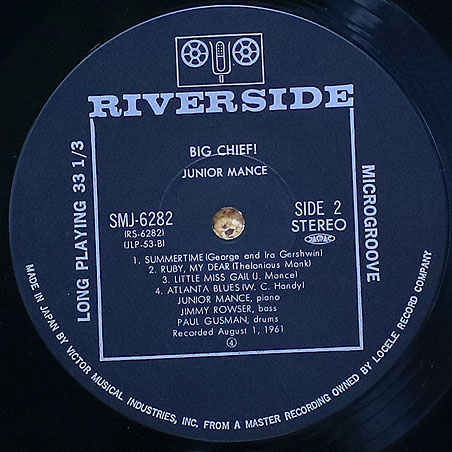 RIVERSIDE
BIG CHIEF!
JUNIOR MANCE
SMJ-6282
(RS-6282)
(JLP-53-B)
SIDE 2
STEREO
1. SUMMERTIME (George and Ira Gershwin)
2. RUBY, MY DEAR (Thelonious Monk)
3. LITTLE MISS GAIL (J. Mance)
4. ATLANTA BLUES (W. C. Handy)
JUNIOR MANCE, piano
JIMMY ROWSER, bass
PAUL GUSMAN, drums
Recorded August 1, 1961
4
LONG PLAYING 33 1/3
MICROGROOVE
MADE IN JAPAN BY VICTOR MUSICAL INDUSTRIES, INC. FROM A MASTER RECORDING OWNED BY LOCELE RECORD COMPANY